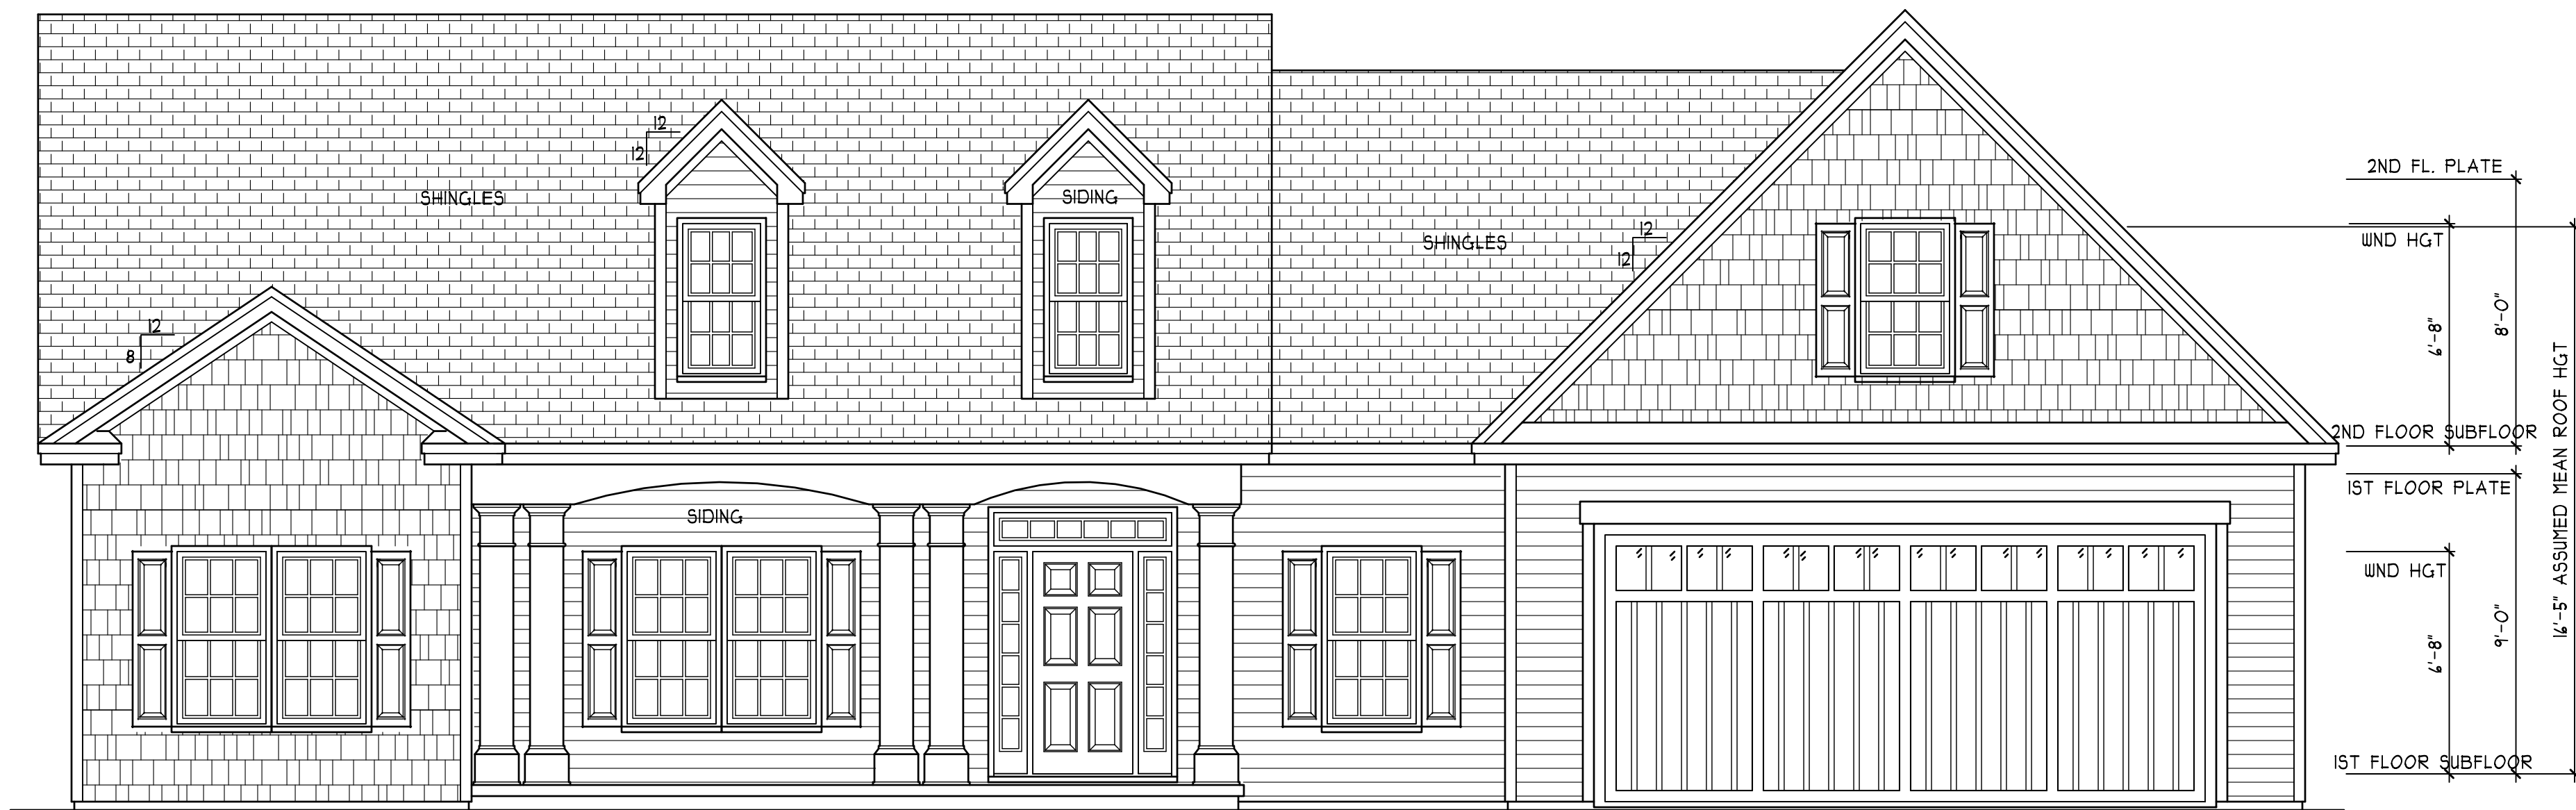 12
12
2ND FL. PLATE
SHINGLES
SIDING
SHINGLES
12
12
WND HGT
8'-0"
6'-8"
12
8
2ND FLOOR SUBFLOOR
1ST FLOOR PLATE
SIDING
WND HGT
16'-5" ASSUMED MEAN ROOF HGT
9'-0"
6'-8"
1ST FLOOR SUBFLOOR